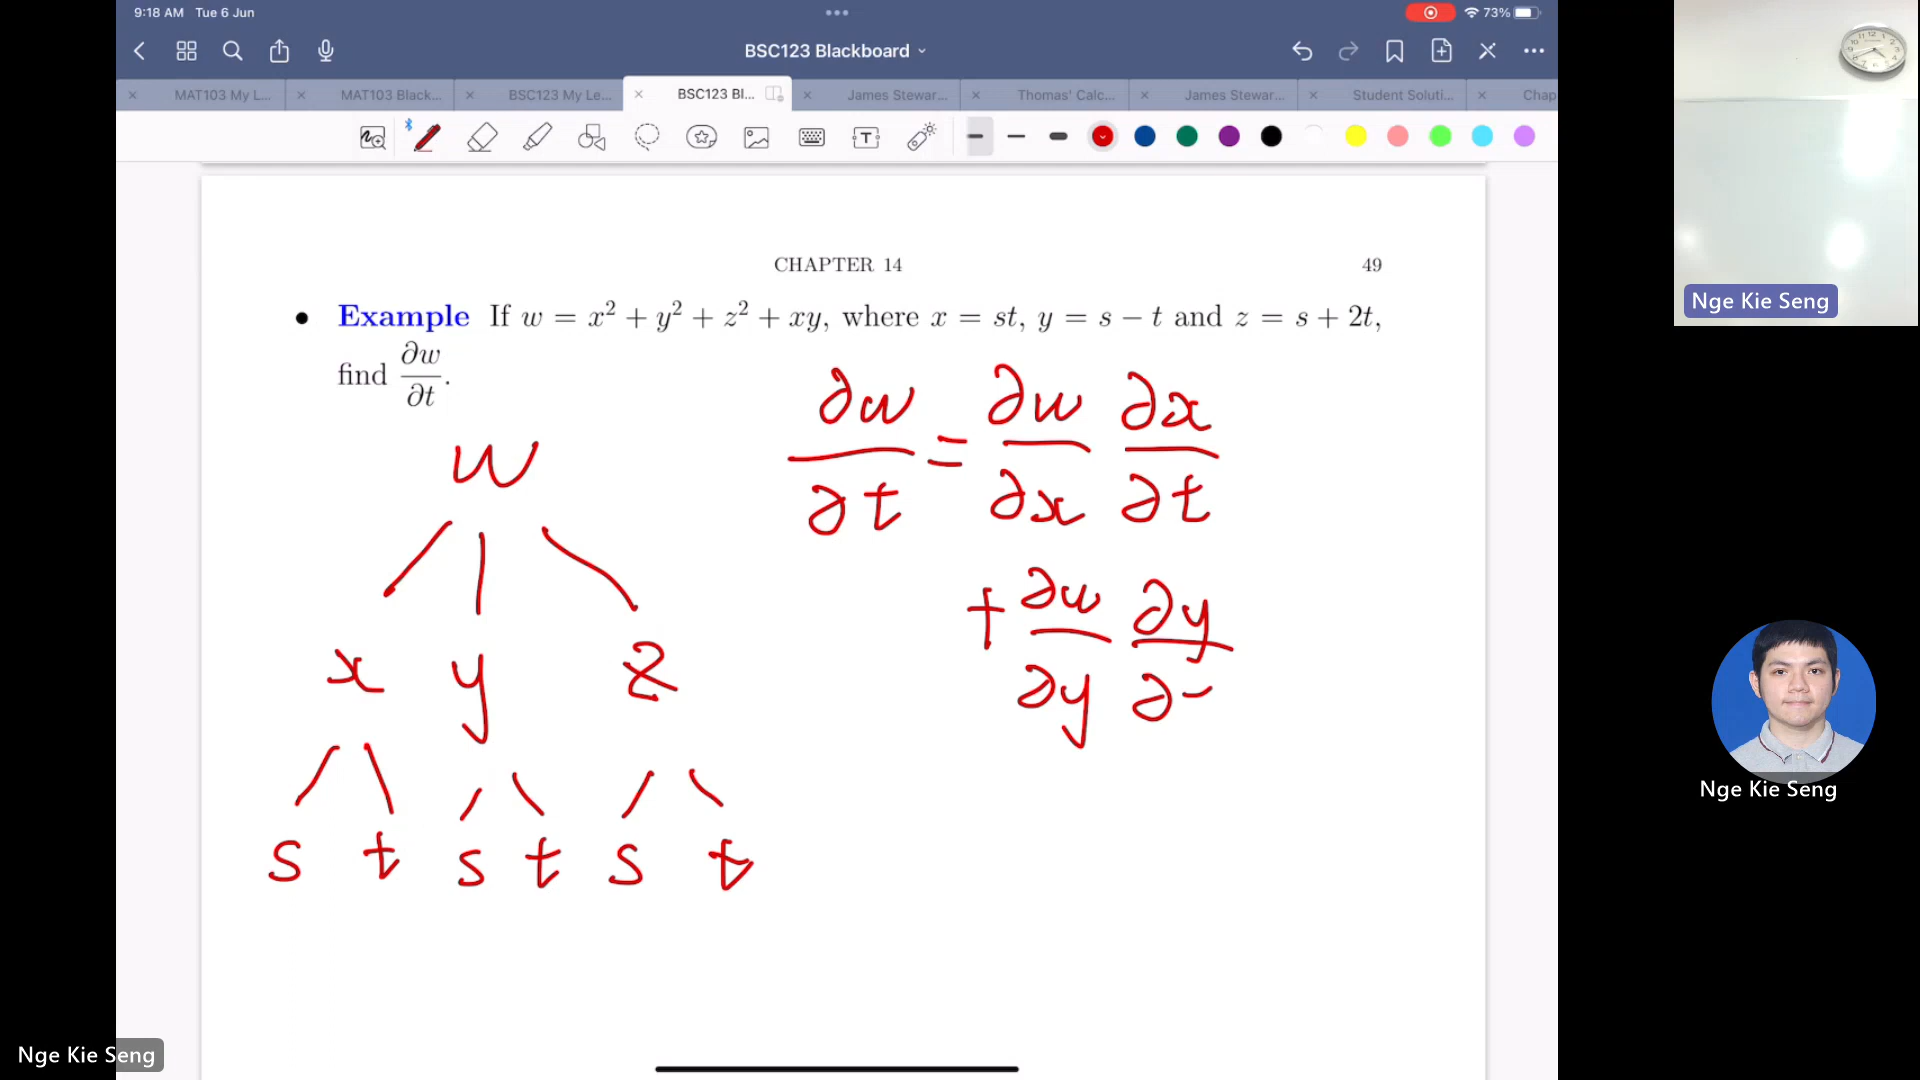 9:18 AM Tue 6 Jun
73%
BSC123 Blackboard
MAT103 My L...
MAT103 Black...
BSC123 My Le...
BSC123 Bl...
James Stewar...
Thomas' Calc...
James Stewar...
Student Soluti...
Chap
CHAPTER 14 49
• Example If w = x² + y² + z² + xy, where x = st, y = s − t and z = s + 2t,
find ∂w/∂t.
∂w/∂t = ∂w/∂x ∂x/∂t
+ ∂w/∂y ∂y/∂
w
x y z
s t s t s t
Nge Kie Seng
Nge Kie Seng
Nge Kie Seng